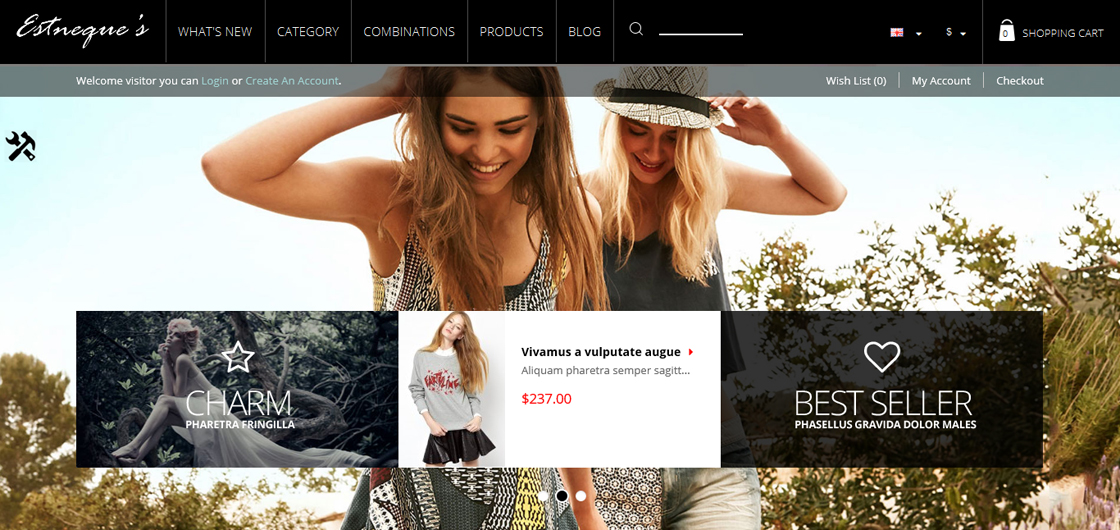 Estneque's
WHAT'S NEW
CATEGORY
COMBINATIONS
PRODUCTS
BLOG
$
0
SHOPPING CART
Welcome visitor you can Login or Create An Account.
Wish List (0)
My Account
Checkout
CHARM
PHARETRA FRINGILLA
Vivamus a vulputate augue
Aliquam pharetra semper sagitt...
$237.00
BEST SELLER
PHASELLUS GRAVIDA DOLOR MALES